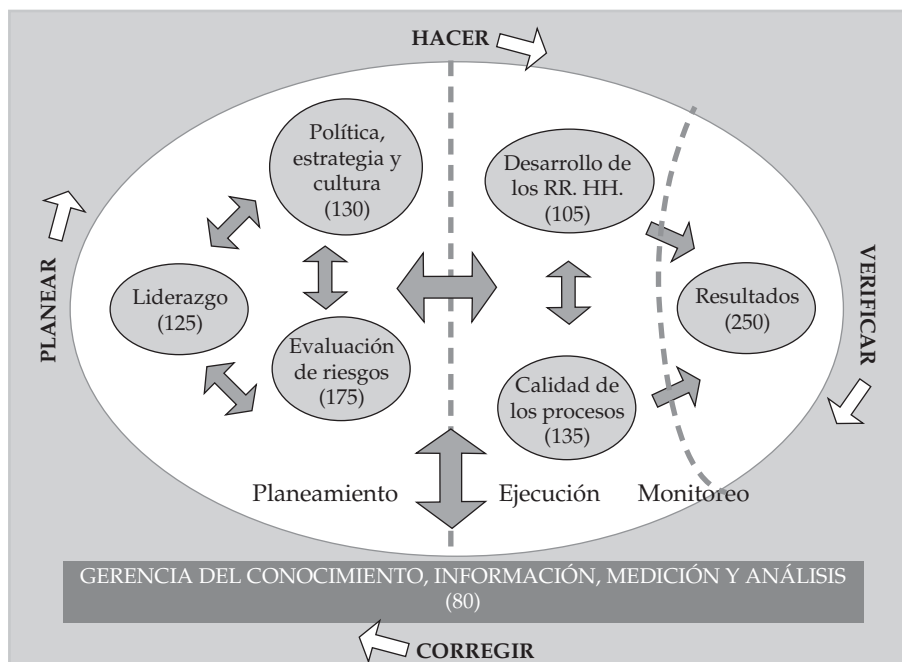 HACER
Política,
estrategia y
cultura
(130)
Desarrollo de
los RR. HH.
(105)
PLANEAR
Liderazgo
(125)
Evaluación
de riesgos
(175)
Resultados
(250)
VERIFICAR
Calidad de
los procesos
(135)
Planeamiento
Ejecución
Monitoreo
GERENCIA DEL CONOCIMIENTO, INFORMACIÓN, MEDICIÓN Y ANÁLISIS
(80)
CORREGIR